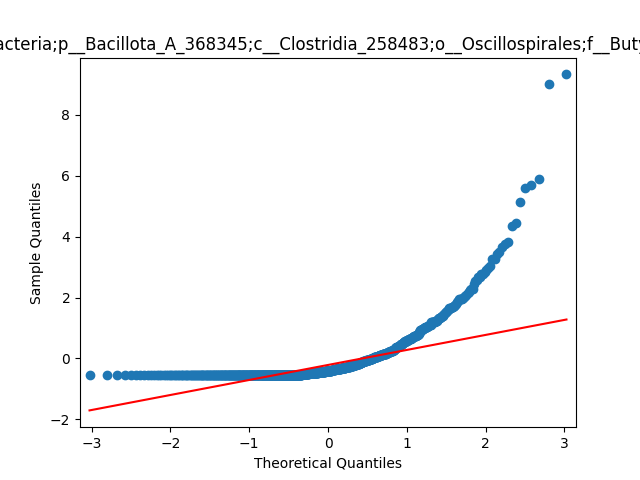 acteria;p__Bacillota_A_368345;c__Clostridia_258483;o__Oscillospirales;f__Buty
8
6
4
2
0
−2
Sample Quantiles
−3 −2 −1 0 1 2 3
Theoretical Quantiles